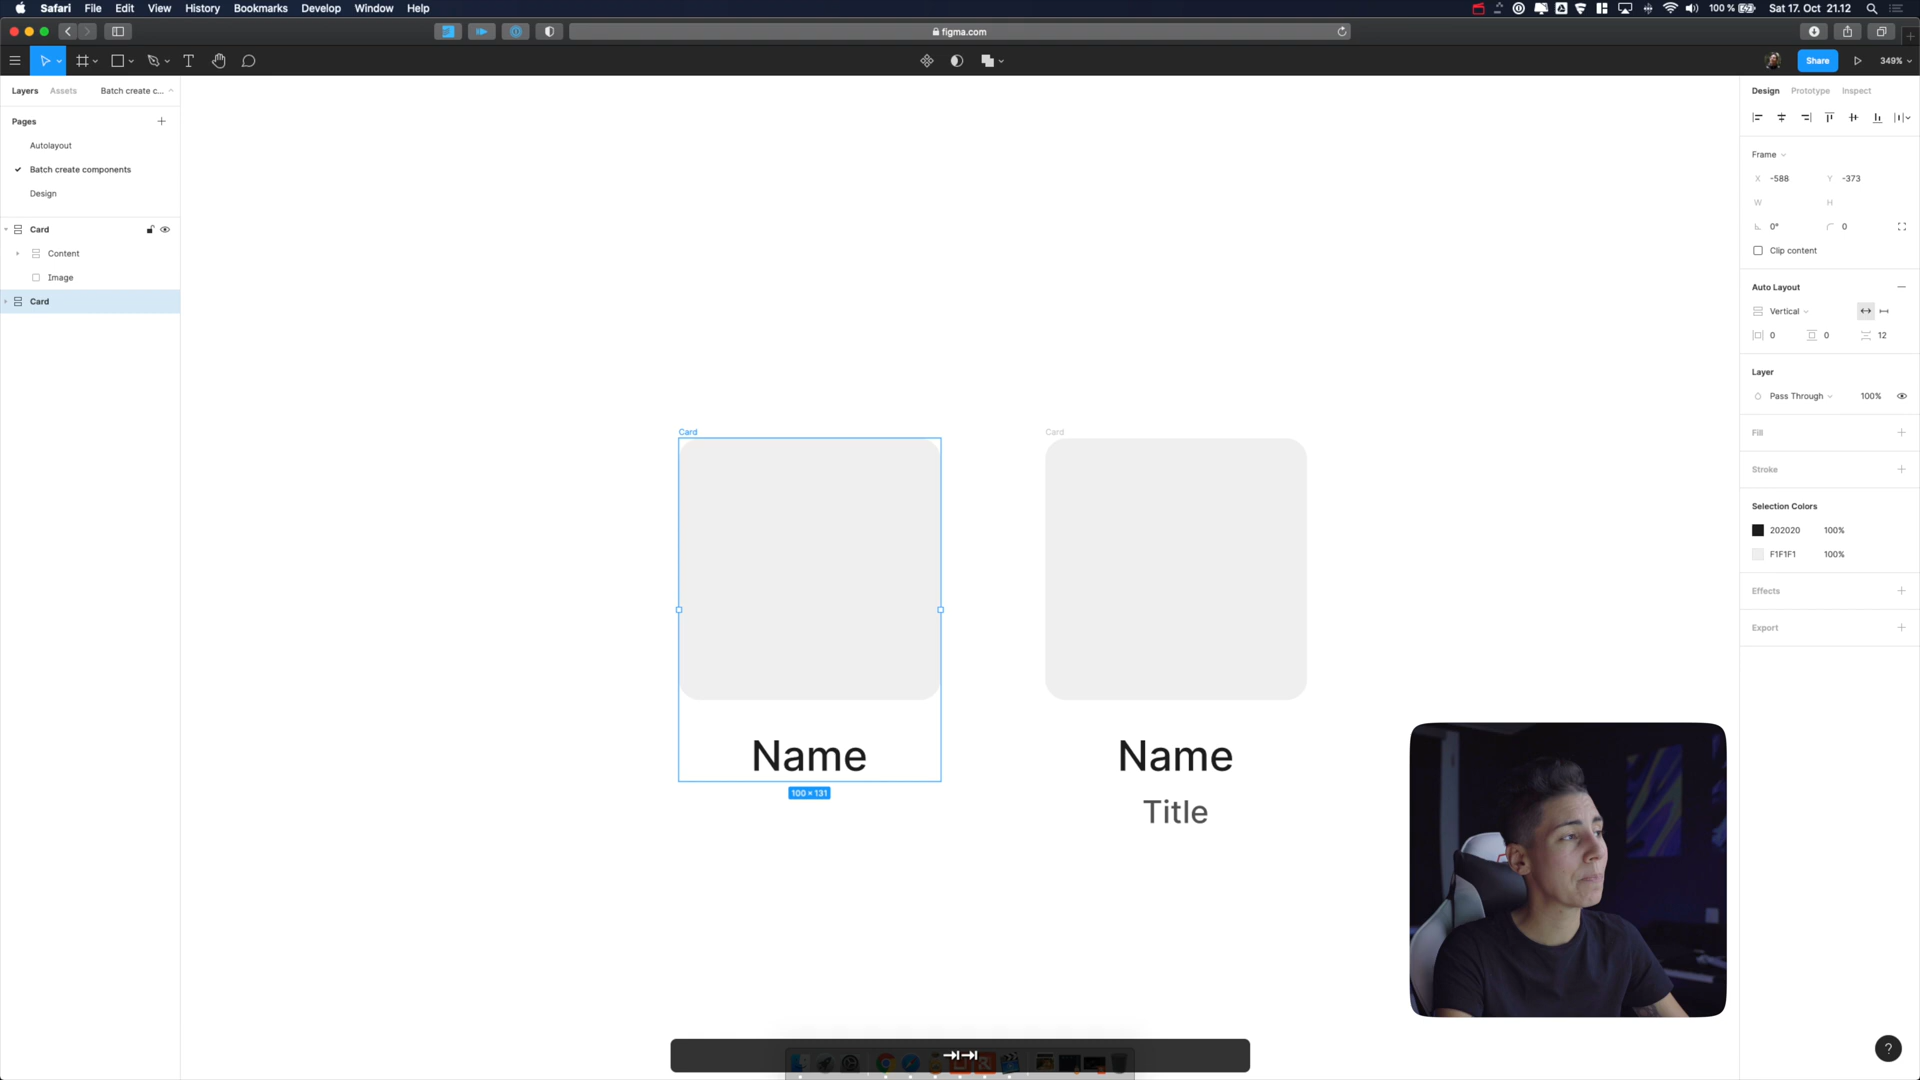 Safari File Edit View History Bookmarks Develop Window Help
100 % Sat 17. Oct 21.12
figma.com
Share
349%
Layers Assets Batch create c...
Pages
Autolayout
Batch create components
Design
Card
Content
Image
Card
Card
Name
100 × 131
Card
Name
Title
Design Prototype Inspect
Frame
X -588 Y -373
W H
0° 0
Clip content
Auto Layout
Vertical
0 0 12
Layer
Pass Through 100%
Fill
Stroke
Selection Colors
202020 100%
F1F1F1 100%
Effects
Export
?